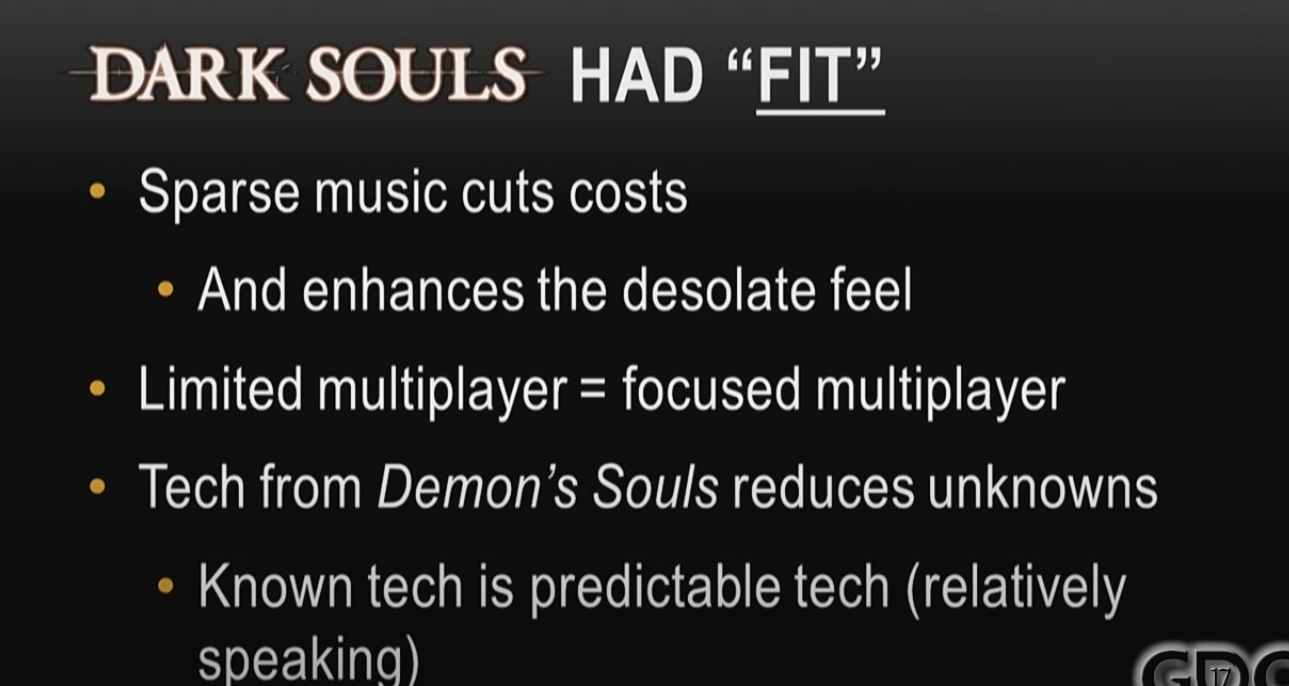 DARK SOULS HAD “FIT”
• Sparse music cuts costs
• And enhances the desolate feel
• Limited multiplayer = focused multiplayer
• Tech from Demon’s Souls reduces unknowns
• Known tech is predictable tech (relatively
speaking)
GDC
17